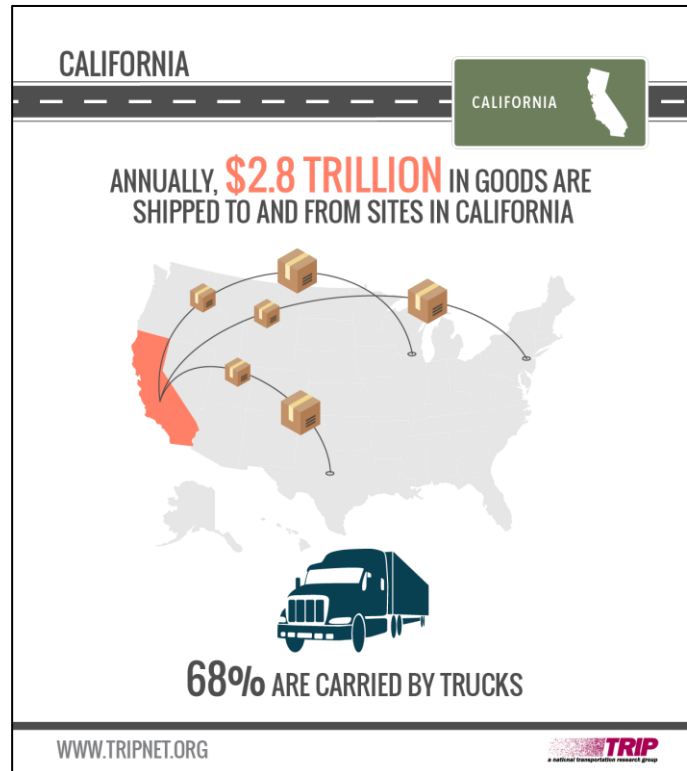 CALIFORNIA
CALIFORNIA
ANNUALLY, $2.8 TRILLION IN GOODS ARE
SHIPPED TO AND FROM SITES IN CALIFORNIA
68% ARE CARRIED BY TRUCKS
WWW.TRIPNET.ORG
TRIP
a national transportation research group